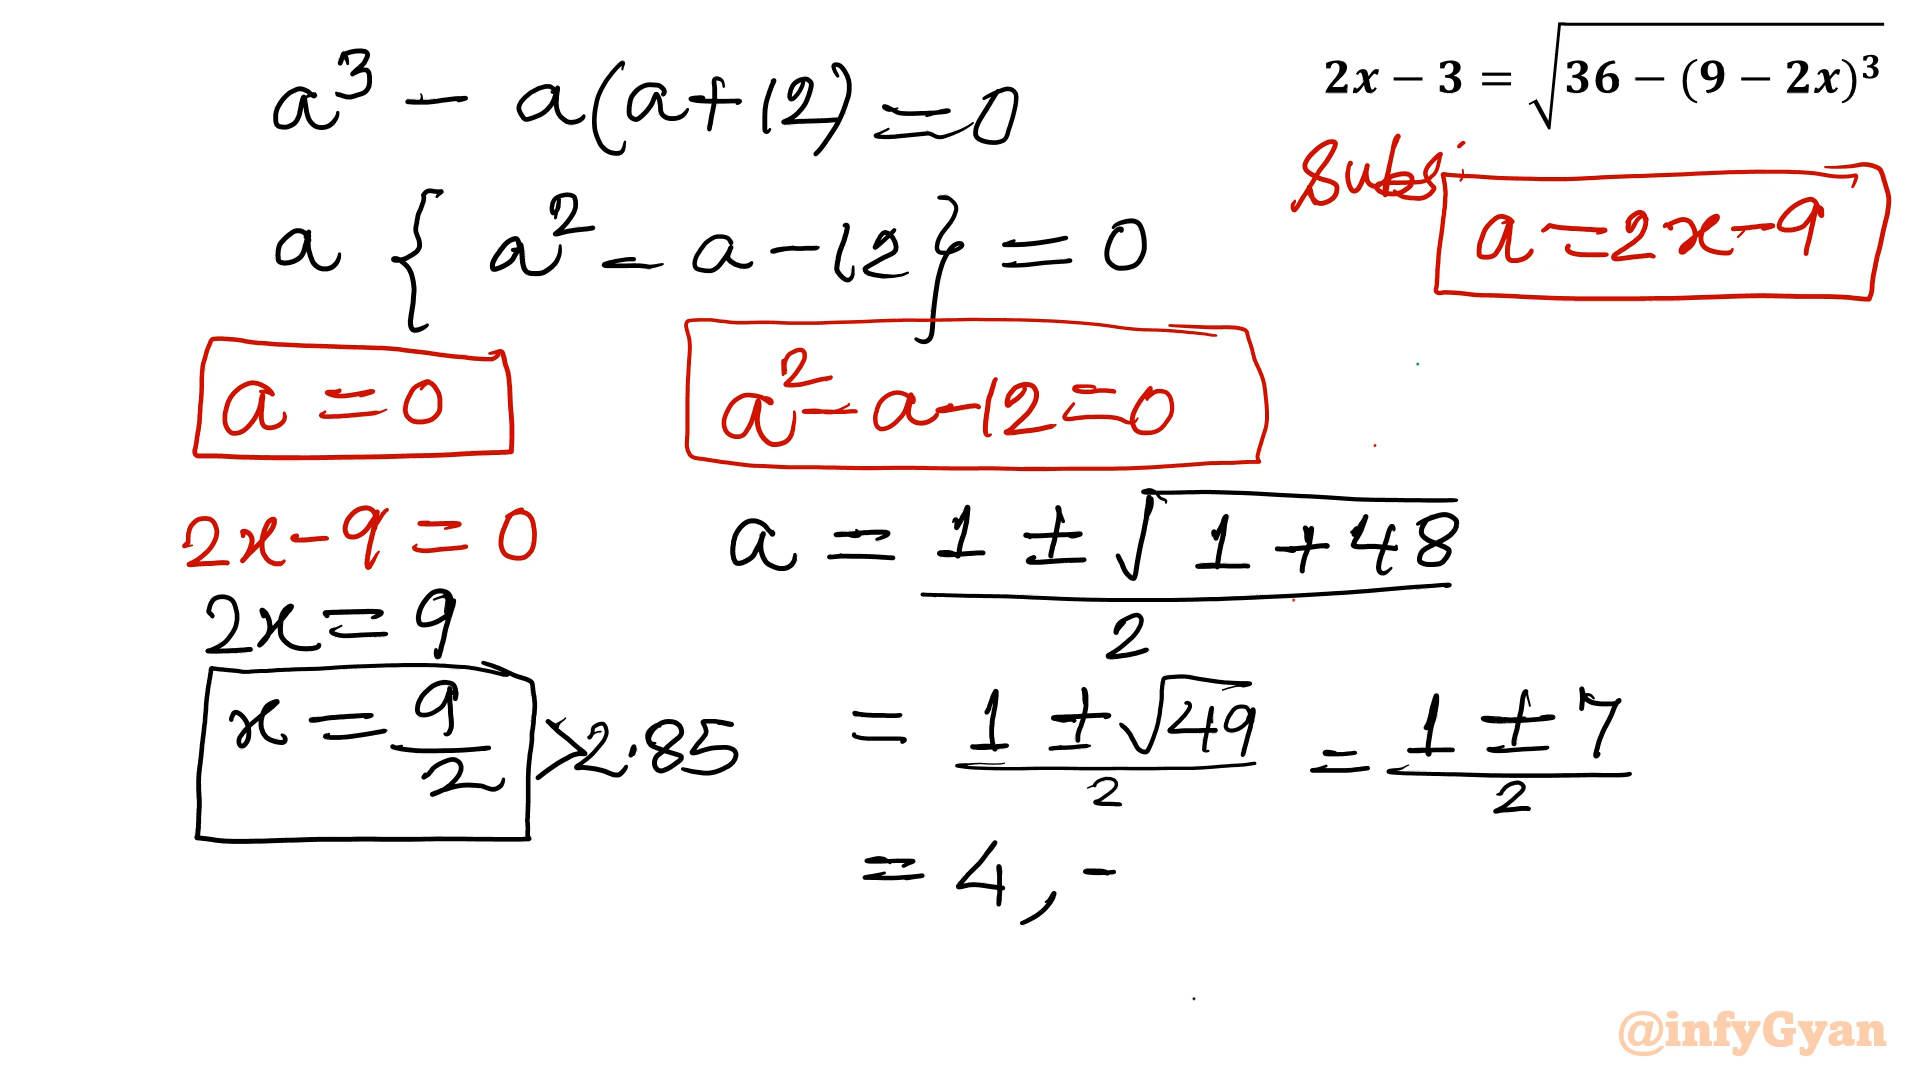 2x − 3 = √36 − (9 − 2x)³
Subs:
a = 2x − 9
a³ − a(a+12) = 0
a { a² − a − 12 } = 0
a = 0
a² − a − 12 = 0
2x − 9 = 0
2x = 9
x = 9/2 > 2.85
a = 1 ± √1 + 48 / 2
= 1 ± √49 / 2 = 1 ± 7 / 2
= 4, −
@infyGyan